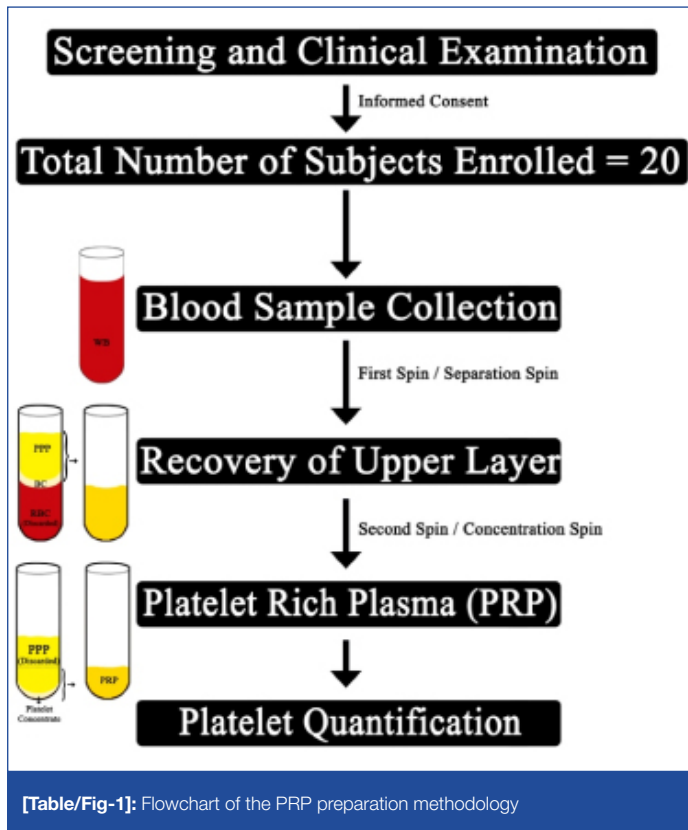 Screening and Clinical Examination
Informed Consent
Total Number of Subjects Enrolled = 20
Blood Sample Collection
WB
First Spin / Separation Spin
PPP
BC
RBC
(Discarded)
Recovery of Upper Layer
Second Spin / Concentration Spin
Platelet Rich Plasma (PRP)
PPP
(Discarded)
PRP
Platelet
Concentrate
Platelet Quantification
[Table/Fig-1]: Flowchart of the PRP preparation methodology